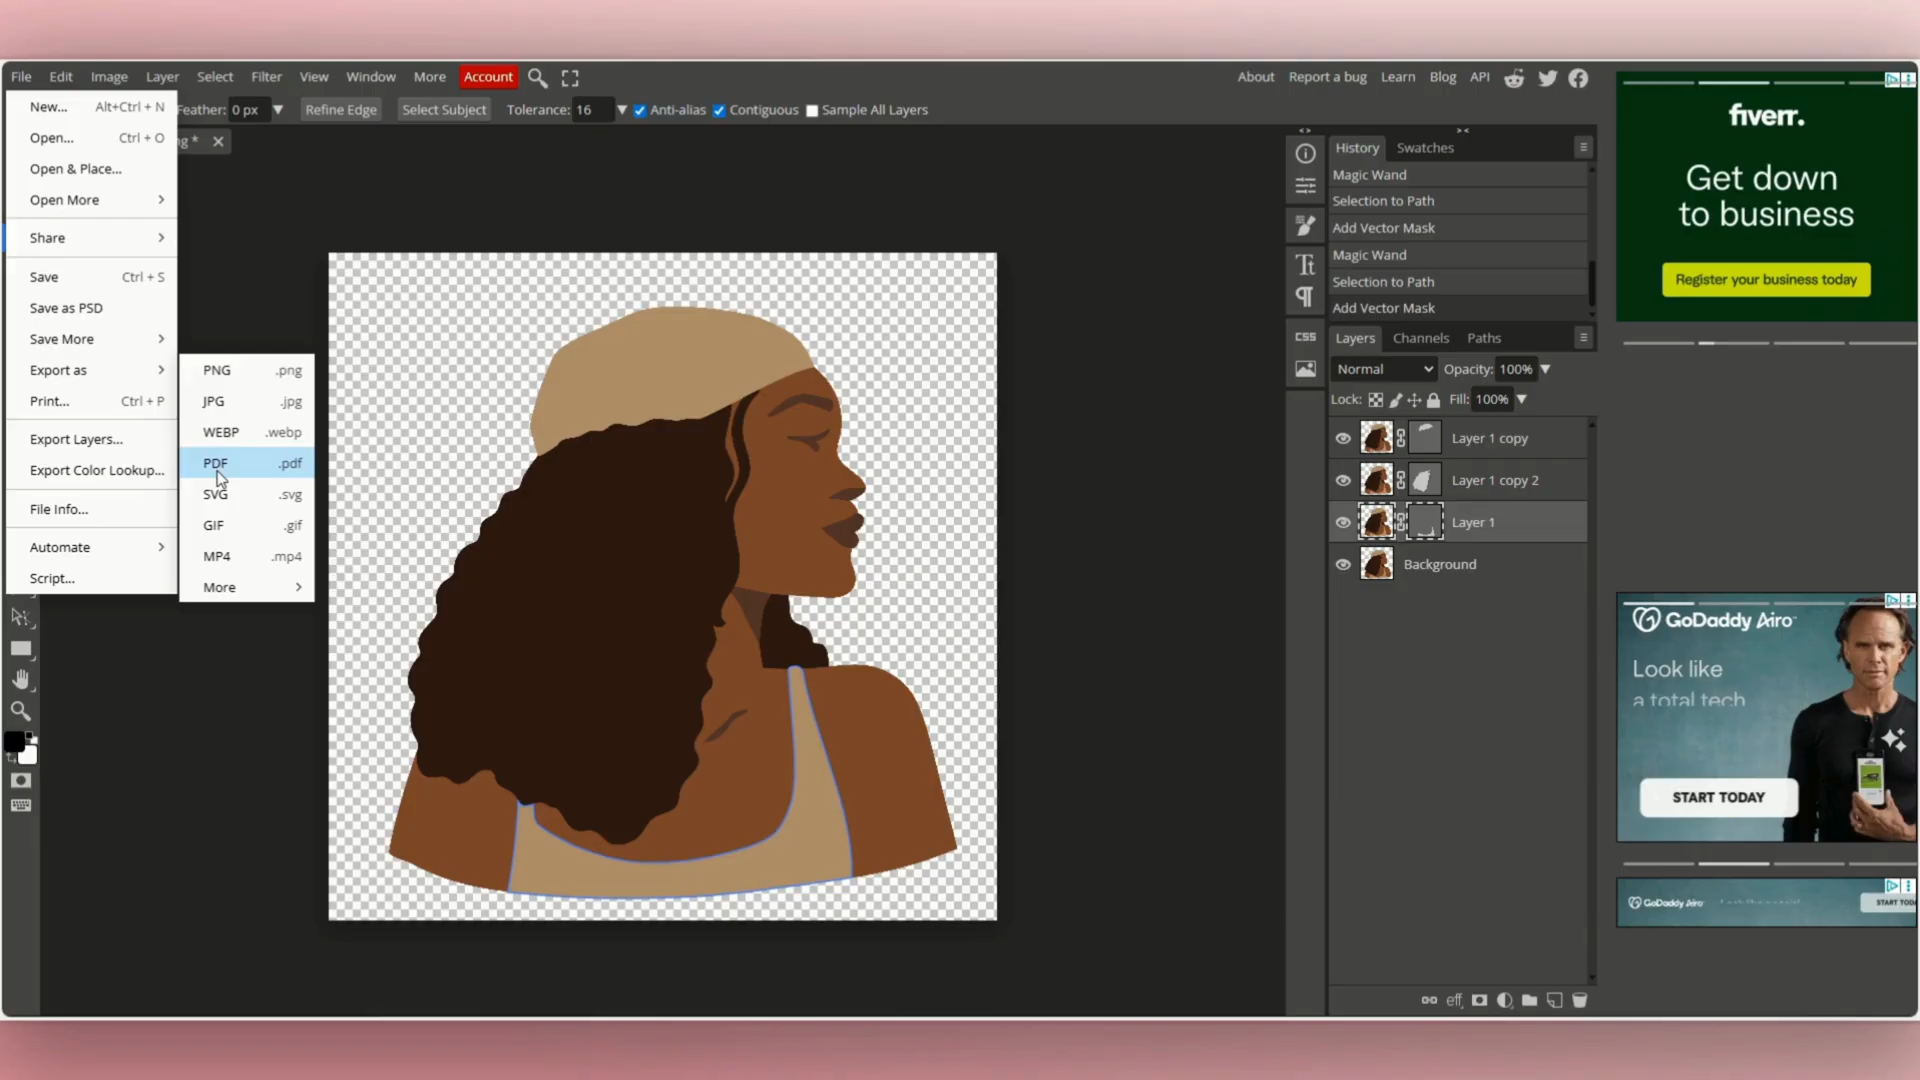 File Edit Image Layer Select Filter View Window More Account
About Report a bug Learn Blog API
Feather: 0 px Refine Edge Select Subject Tolerance: 16 Anti-alias Contiguous Sample All Layers
ng *
New... Alt+Ctrl + N
Open... Ctrl + O
Open & Place...
Open More
Share
Save Ctrl + S
Save as PSD
Save More
Export as
Print... Ctrl + P
Export Layers...
Export Color Lookup...
File Info...
Automate
Script...
PNG .png
JPG .jpg
WEBP .webp
PDF .pdf
SVG .svg
GIF .gif
MP4 .mp4
More
CSS
History Swatches
Magic Wand
Selection to Path
Add Vector Mask
Magic Wand
Selection to Path
Add Vector Mask
Layers Channels Paths
Normal Opacity: 100%
Lock: Fill: 100%
Layer 1 copy
Layer 1 copy 2
Layer 1
Background
eff
fiverr.
Get down
to business
Register your business today
GoDaddy Airo
Look like
a total tech
START TODAY
GoDaddy Airo